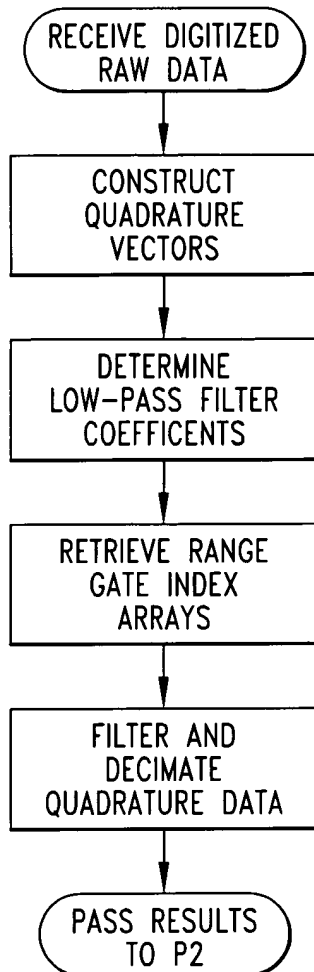 RECEIVE DIGITIZED
RAW DATA
CONSTRUCT
QUADRATURE
VECTORS
DETERMINE
LOW-PASS FILTER
COEFFICENTS
RETRIEVE RANGE
GATE INDEX
ARRAYS
FILTER AND
DECIMATE
QUADRATURE DATA
PASS RESULTS
TO P2